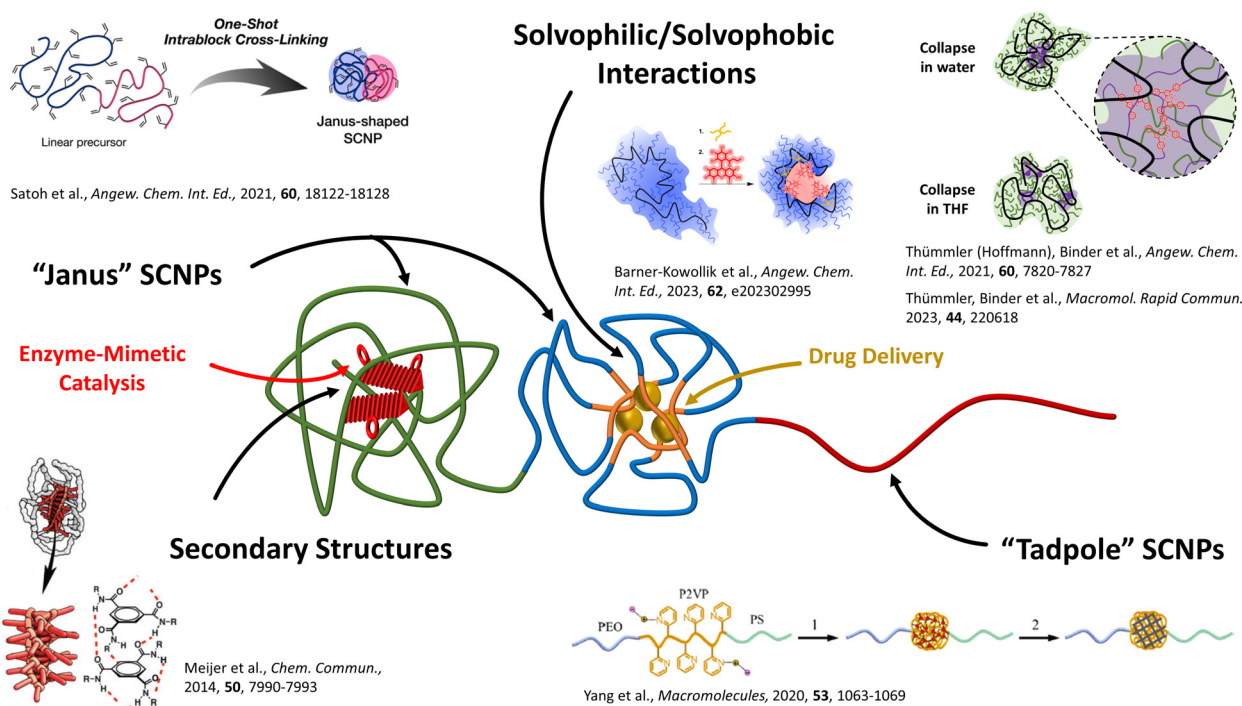 One-Shot
Intrablock Cross-Linking
Linear precursor
Janus-shaped
SCNP
Satoh et al., Angew. Chem. Int. Ed., 2021, 60, 18122-18128
Solvophilic/Solvophobic
Interactions
1.
2.
Barner-Kowollik et al., Angew. Chem.
Int. Ed., 2023, 62, e202302995
Collapse
in water
Collapse
in THF
Thümmler (Hoffmann), Binder et al., Angew. Chem.
Int. Ed., 2021, 60, 7820-7827
Thümmler, Binder et al., Macromol. Rapid Commun.
2023, 44, 220618
“Janus” SCNPs
Enzyme-Mimetic
Catalysis
Drug Delivery
Secondary Structures
“Tadpole” SCNPs
R
O
O
N
H
N-R
H
O
N
H
R
R
O
H
N
O
N
H
R
N
H
O
R
Meijer et al., Chem. Commun.,
2014, 50, 7990-7993
PEO
P2VP
PS
N
N
N
N
N
N
1
2
Yang et al., Macromolecules, 2020, 53, 1063-1069